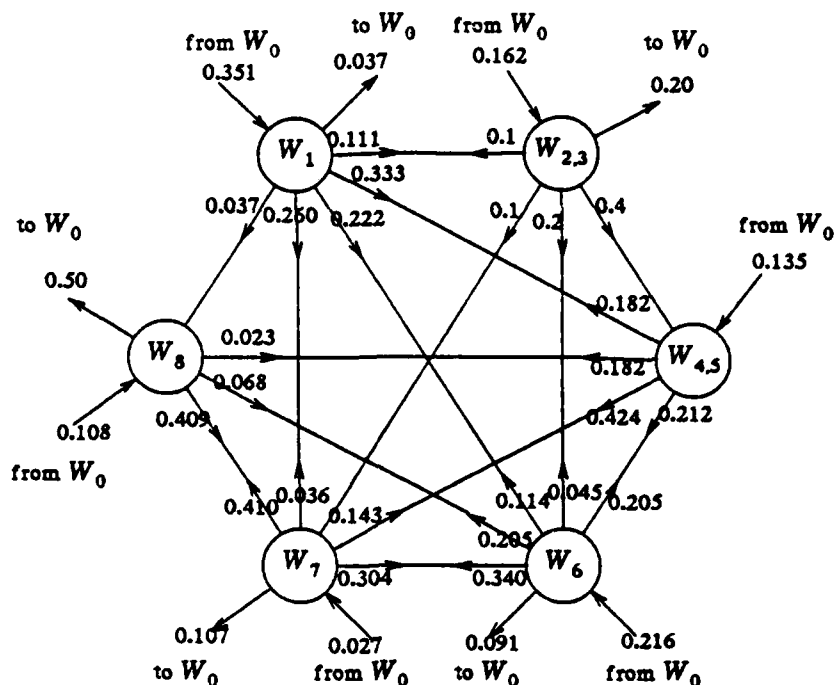 from W₀
to W₀
from W₀
to W₀
0.351
0.037
0.162
0.20
W₁
0.111
0.1
W₂,₃
0.333
0.037
0.260
0.222
0.1
0.2
0.4
to W₀
from W₀
0.50
0.135
0.182
W₈
0.023
0.182
W₄,₅
0.068
0.108
0.409
0.424
0.212
from W₀
0.410
0.036
0.143
0.205
0.114
0.045
0.205
W₇
0.304
0.340
W₆
0.107
0.027
0.091
0.216
to W₀
from W₀
to W₀
from W₀